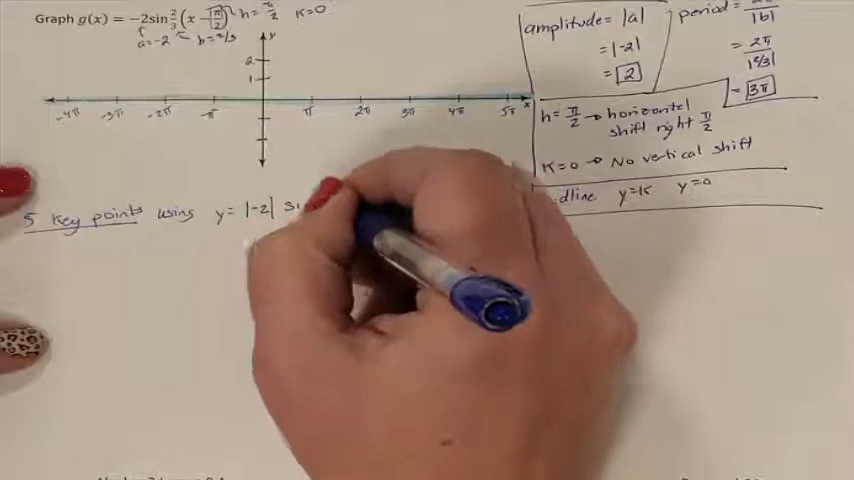 Graph g(x) = -2sin 2/3 (x - π/2) h = π/2 K=0
a=-2 b=2/3
y
2
1
-4π -3π -2π -π π 2π 3π 4π 5π x
amplitude = |a|
= |-2|
= 2
period = 2π/|b|
= 2π/|2/3|
= 3π
h = π/2 → horizontal
shift right π/2
K=0 → No vertical shift
dline y=K y=0
5 key points using y= |-2| si